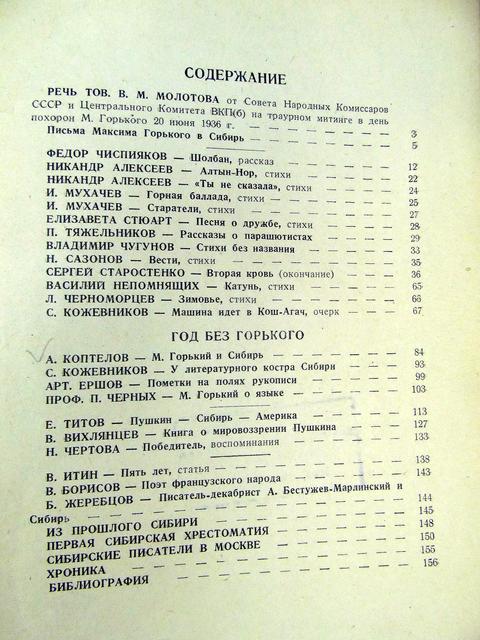 СОДЕРЖАНИЕ
РЕЧЬ ТОВ. В. М. МОЛОТОВА от Совета Народных Комиссаров
СССР и Центрального Комитета ВКП(б) на траурном митинге в день
похорон М. Горького 20 июня 1936 г. — — — — — — 3
Письма Максима Горького в Сибирь — — — — — — 5
ФЕДОР ЧИСПИЯКОВ — Шолбан, рассказ — — — — — 12
НИКАНДР АЛЕКСЕЕВ — Алтын-Нор, стихи — — — — 22
НИКАНДР АЛЕКСЕЕВ — «Ты не сказала», стихи — — — — 24
И. МУХАЧЕВ — Горная баллада, стихи — — — — — 25
И. МУХАЧЕВ — Старатели, стихи — — — — — — 27
ЕЛИЗАВЕТА СТЮАРТ — Песня о дружбе, стихи — — — — 28
П. ТЯЖЕЛЬНИКОВ — Рассказы о парашютистах — — — — 29
ВЛАДИМИР ЧУГУНОВ — Стихи без названия — — — — 33
Н. САЗОНОВ — Вести, стихи — — — — — — — 35
СЕРГЕЙ СТАРОСТЕНКО — Вторая кровь (окончание) — — — 36
ВАСИЛИЙ НЕПОМНЯЩИХ — Катунь, стихи — — — — 65
Л. ЧЕРНОМОРЦЕВ — Зимовье, стихи — — — — — — 66
С. КОЖЕВНИКОВ — Машина идет в Кош-Агач, очерк — — — 67
ГОД БЕЗ ГОРЬКОГО
А. КОПТЕЛОВ — М. Горький и Сибирь — — — — — 84
С. КОЖЕВНИКОВ — У литературного костра Сибири — — — 93
АРТ. ЕРШОВ — Пометки на полях рукописи — — — — 99
ПРОФ. П. ЧЕРНЫХ — М. Горький о языке — — — — — 103
Е. ТИТОВ — Пушкин — Сибирь — Америка — — — — 113
В. ВИХЛЯНЦЕВ — Книга о мировоззрении Пушкина — — — 127
Н. ЧЕРТОВА — Победитель, воспоминания — — — — — 133
В. ИТИН — Пять лет, статья — — — — — — — 138
В. БОРИСОВ — Поэт французского народа — — — — — 143
Б. ЖЕРЕБЦОВ — Писатель-декабрист А. Бестужев-Марлинский и
Сибирь — — — — — — — — — — 144
ИЗ ПРОШЛОГО СИБИРИ — — — — — — — 145
ПЕРВАЯ СИБИРСКАЯ ХРЕСТОМАТИЯ — — — — — 148
СИБИРСКИЕ ПИСАТЕЛИ В МОСКВЕ — — — — — 150
ХРОНИКА — — — — — — — — — 155
БИБЛИОГРАФИЯ — — — — — — — — 156